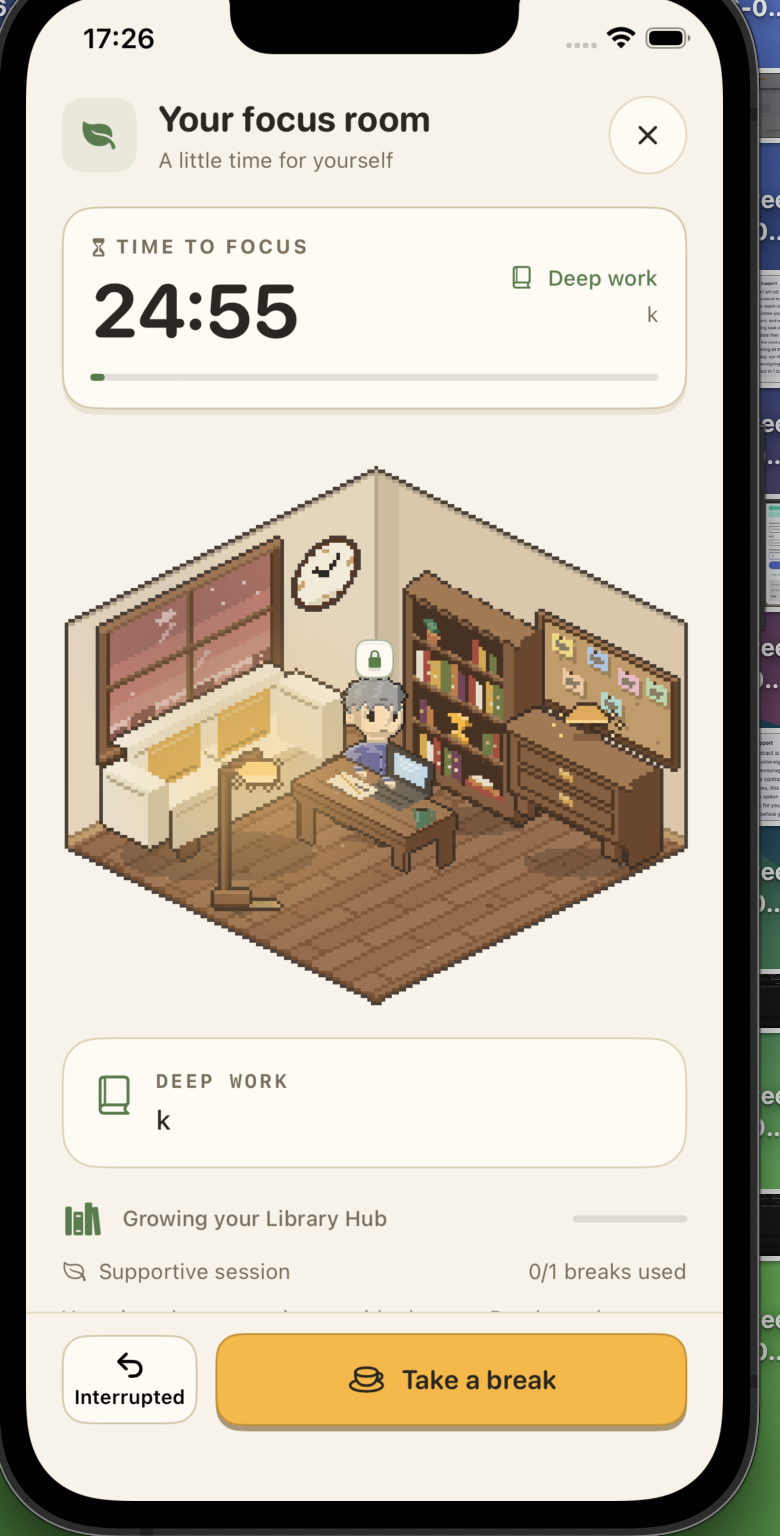 17:26
Your focus room
A little time for yourself
TIME TO FOCUS
24:55
Deep work
k
DEEP WORK
k
Growing your Library Hub
Supportive session
0/1 breaks used
Interrupted
Take a break